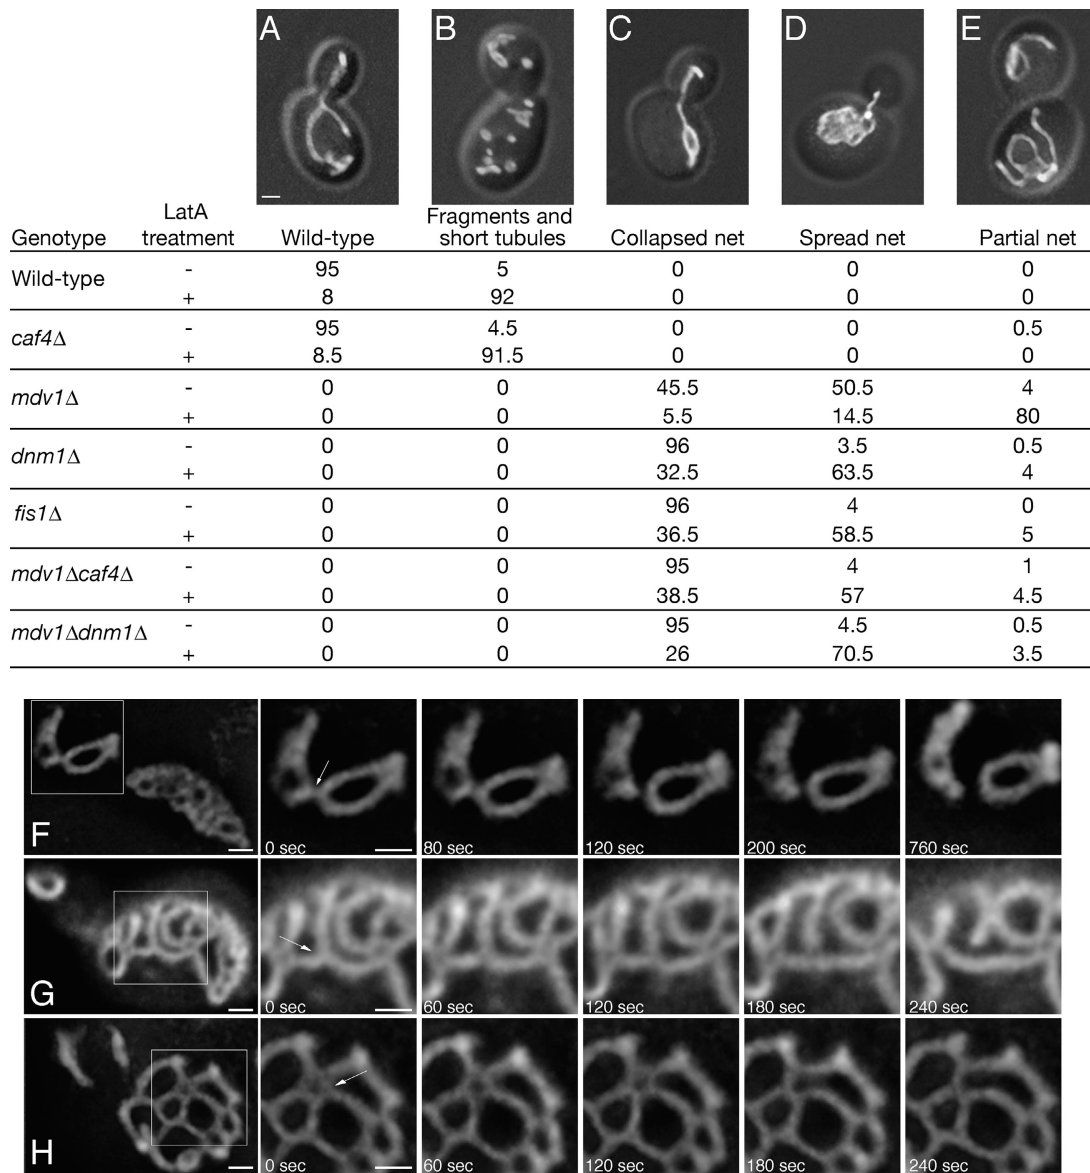 A B C D E
Genotype LatA treatment Wild-type Fragments and short tubules Collapsed net Spread net Partial net
Wild-type - 95 5 0 0 0
+ 8 92 0 0 0
caf4Δ - 95 4.5 0 0 0.5
+ 8.5 91.5 0 0 0
mdv1Δ - 0 0 45.5 50.5 4
+ 0 0 5.5 14.5 80
dnm1Δ - 0 0 96 3.5 0.5
+ 0 0 32.5 63.5 4
fis1Δ - 0 0 96 4 0
+ 0 0 36.5 58.5 5
mdv1Δcaf4Δ - 0 0 95 4 1
+ 0 0 38.5 57 4.5
mdv1Δdnm1Δ - 0 0 95 4.5 0.5
+ 0 0 26 70.5 3.5
F 0 sec 80 sec 120 sec 200 sec 760 sec
G 0 sec 60 sec 120 sec 180 sec 240 sec
H 0 sec 60 sec 120 sec 180 sec 240 sec